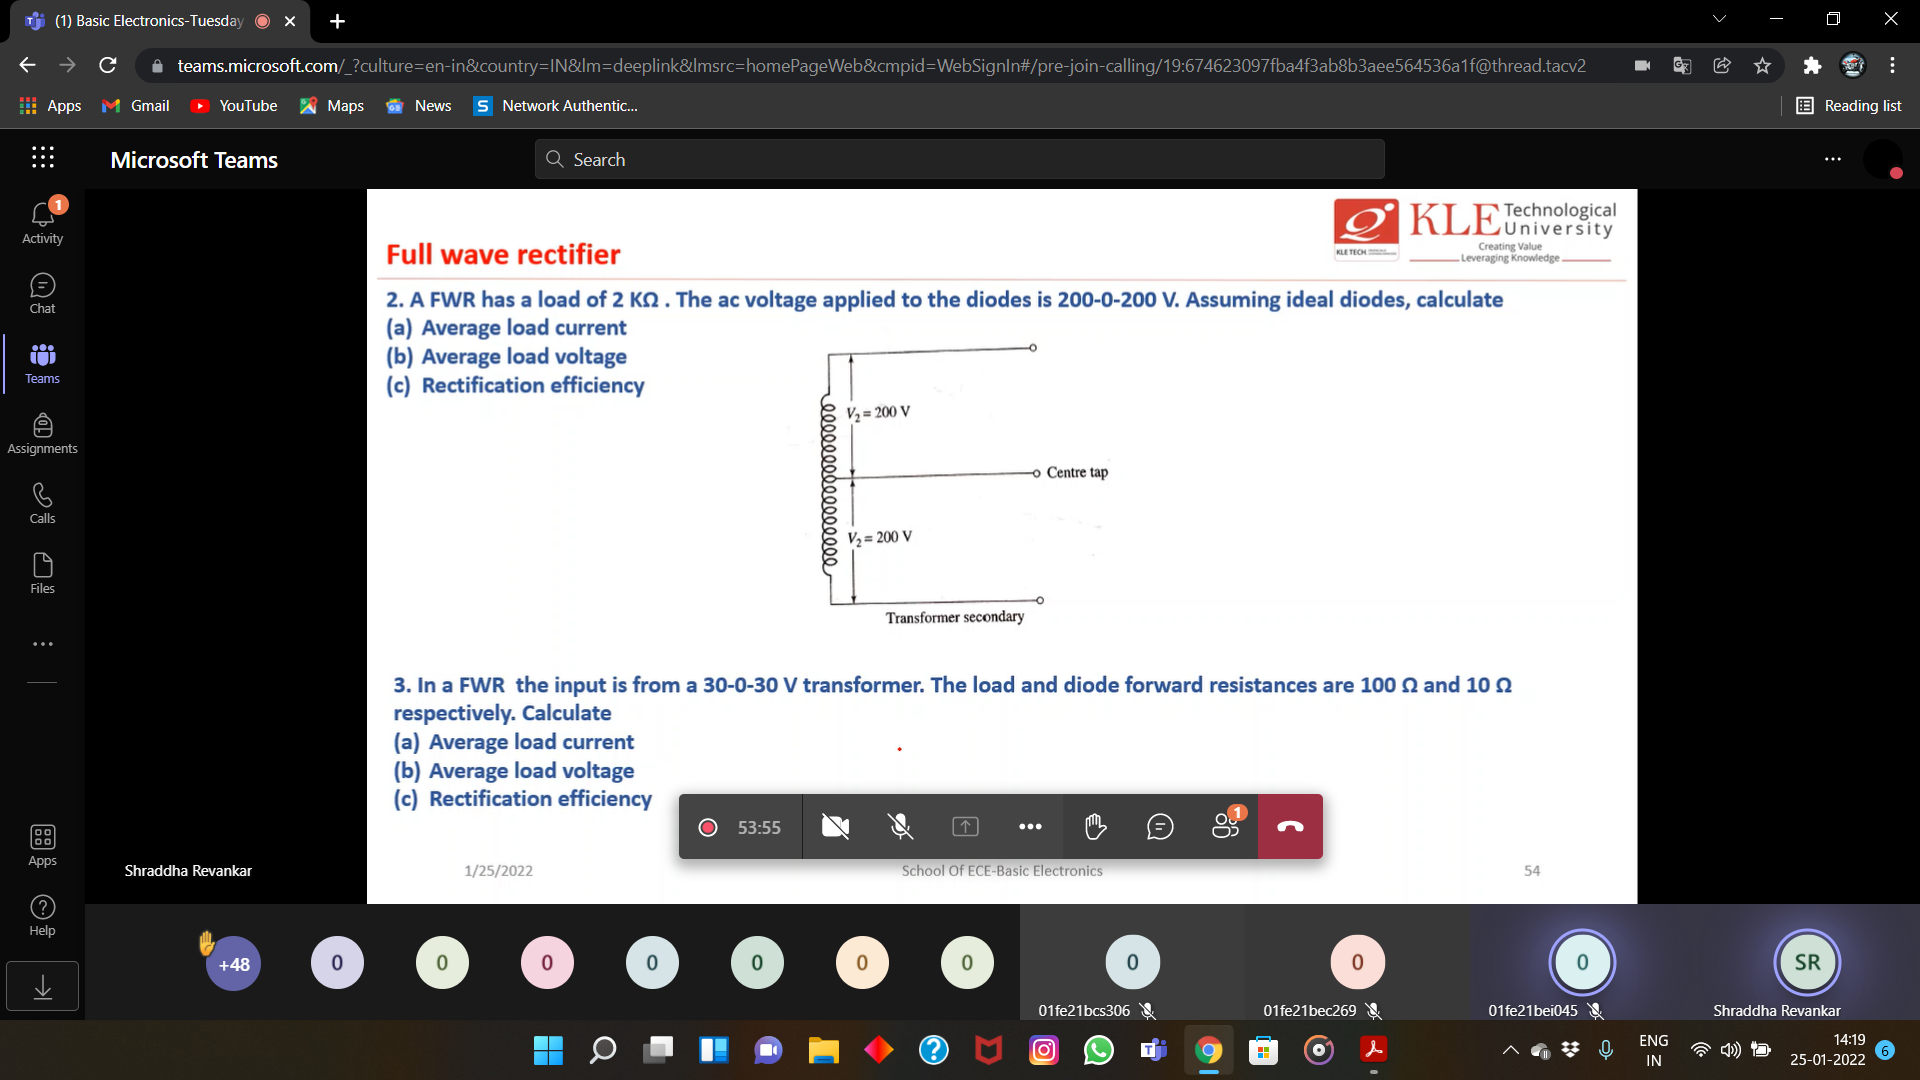 (1) Basic Electronics-Tuesday
teams.microsoft.com/_?culture=en-in&country=IN&lm=deeplink&lmsrc=homePageWeb&cmpid=WebSignIn#/pre-join-calling/19:674623097fba4f3ab8b3aee564536a1f@thread.tacv2
Apps Gmail YouTube Maps News Network Authentic... Reading list
Microsoft Teams
Search
1
Activity
Chat
Teams
Assignments
Calls
Files
Apps
Help
KLE Technological University
Creating Value
Leveraging Knowledge
KLE TECH
Full wave rectifier
2. A FWR has a load of 2 KΩ . The ac voltage applied to the diodes is 200-0-200 V. Assuming ideal diodes, calculate
(a) Average load current
(b) Average load voltage
(c) Rectification efficiency
V2 = 200 V
Centre tap
V2 = 200 V
Transformer secondary
3. In a FWR the input is from a 30-0-30 V transformer. The load and diode forward resistances are 100 Ω and 10 Ω
respectively. Calculate
(a) Average load current
(b) Average load voltage
(c) Rectification efficiency
53:55
1
Shraddha Revankar
1/25/2022 School Of ECE-Basic Electronics 54
+48 0 0 0 0 0 0 0 0 0 0 SR
01fe21bcs306 01fe21bec269 01fe21bei045 Shraddha Revankar
ENG
IN
14:19
25-01-2022
6